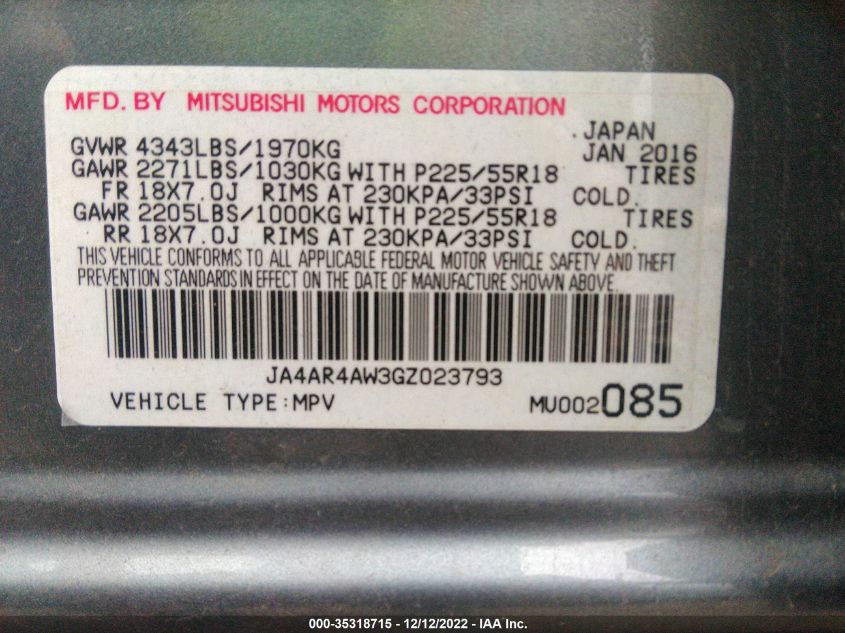 MFD. BY MITSUBISHI MOTORS CORPORATION
. JAPAN
GVWR 4343LBS/1970KG JAN 2016
GAWR 2271LBS/1030KG WITH P225/55R18 TIRES
FR 18X7.0J RIMS AT 230KPA/33PSI COLD.
GAWR 2205LBS/1000KG WITH P225/55R18 TIRES
RR 18X7.0J RIMS AT 230KPA/33PSI COLD.
THIS VEHICLE CONFORMS TO ALL APPLICABLE FEDERAL MOTOR VEHICLE SAFETY AND THEFT
PREVENTION STANDARDS IN EFFECT ON THE DATE OF MANUFACTURE SHOWN ABOVE.
JA4AR4AW3GZ023793
VEHICLE TYPE:MPV MU002085
000-35318715 - 12/12/2022 - IAA Inc.